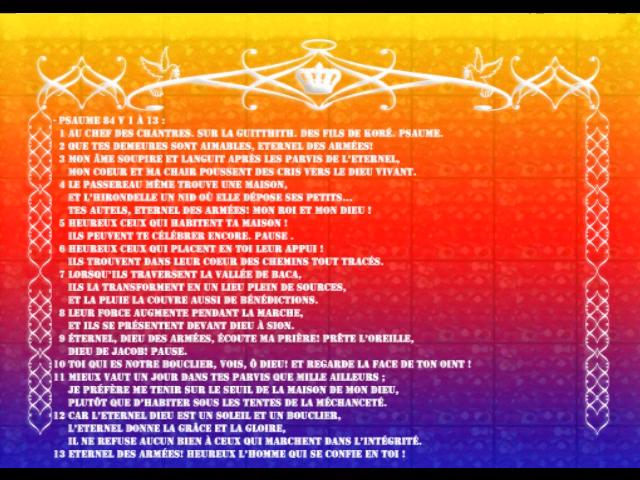 - PSAUME 84 V 1 À 13 :
1 AU CHEF DES CHANTRES. SUR LA GUITTHITH. DES FILS DE KORÉ. PSAUME.
2 QUE TES DEMEURES SONT AIMABLES, ETERNEL DES ARMÉES!
3 MON ÂME SOUPIRE ET LANGUIT APRÈS LES PARVIS DE L'ETERNEL,
MON COEUR ET MA CHAIR POUSSENT DES CRIS VERS LE DIEU VIVANT.
4 LE PASSEREAU MÊME TROUVE UNE MAISON,
ET L'HIRONDELLE UN NID OÙ ELLE DÉPOSE SES PETITS...
TES AUTELS, ETERNEL DES ARMÉES! MON ROI ET MON DIEU !
5 HEUREUX CEUX QUI HABITENT TA MAISON !
ILS PEUVENT TE CÉLÉBRER ENCORE. PAUSE .
6 HEUREUX CEUX QUI PLACENT EN TOI LEUR APPUI !
ILS TROUVENT DANS LEUR COEUR DES CHEMINS TOUT TRACÉS.
7 LORSQU'ILS TRAVERSENT LA VALLÉE DE BACA,
ILS LA TRANSFORMENT EN UN LIEU PLEIN DE SOURCES,
ET LA PLUIE LA COUVRE AUSSI DE BÉNÉDICTIONS.
8 LEUR FORCE AUGMENTE PENDANT LA MARCHE,
ET ILS SE PRÉSENTENT DEVANT DIEU À SION.
9 ÉTERNEL, DIEU DES ARMÉES, ÉCOUTE MA PRIÈRE! PRÊTE L'OREILLE,
DIEU DE JACOB! PAUSE.
10 TOI QUI ES NOTRE BOUCLIER, VOIS, Ô DIEU! ET REGARDE LA FACE DE TON OINT !
11 MIEUX VAUT UN JOUR DANS TES PARVIS QUE MILLE AILLEURS ;
JE PRÉFÈRE ME TENIR SUR LE SEUIL DE LA MAISON DE MON DIEU,
PLUTÔT QUE D'HABITER SOUS LES TENTES DE LA MÉCHANCETÉ.
12 CAR L'ETERNEL DIEU EST UN SOLEIL ET UN BOUCLIER,
L'ETERNEL DONNE LA GRÂCE ET LA GLOIRE,
IL NE REFUSE AUCUN BIEN À CEUX QUI MARCHENT DANS L'INTÉGRITÉ.
13 ETERNEL DES ARMÉES! HEUREUX L'HOMME QUI SE CONFIE EN TOI !